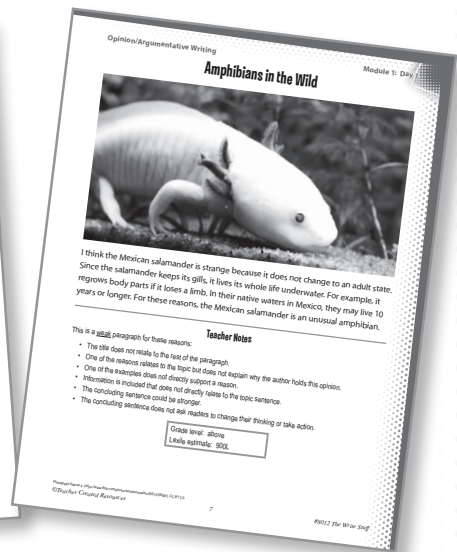 Opinion/Argumentative Writing
Module 1: Day
Amphibians in the Wild
I think the Mexican salamander is strange because it does not change to an adult state.
Since the salamander keeps its gills, it lives its whole life underwater. For example, it
regrows body parts if it loses a limb. In their native waters in Mexico, they may live 10
years or longer. For these reasons, the Mexican salamander is an unusual amphibian.
Teacher Notes
This is a weak paragraph for these reasons:
• The title does not relate to the rest of the paragraph.
• One of the reasons relates to the topic but does not explain why the author holds this opinion.
• One of the examples does not directly support a reason.
• Information is included that does not directly relate to the topic sentence.
• The concluding sentence could be stronger.
• The concluding sentence does not ask readers to change their thinking or take action.
Grade level: above
Lexile estimate: 900L
©Teacher Created Resources
7
#8012 The Write Stuff